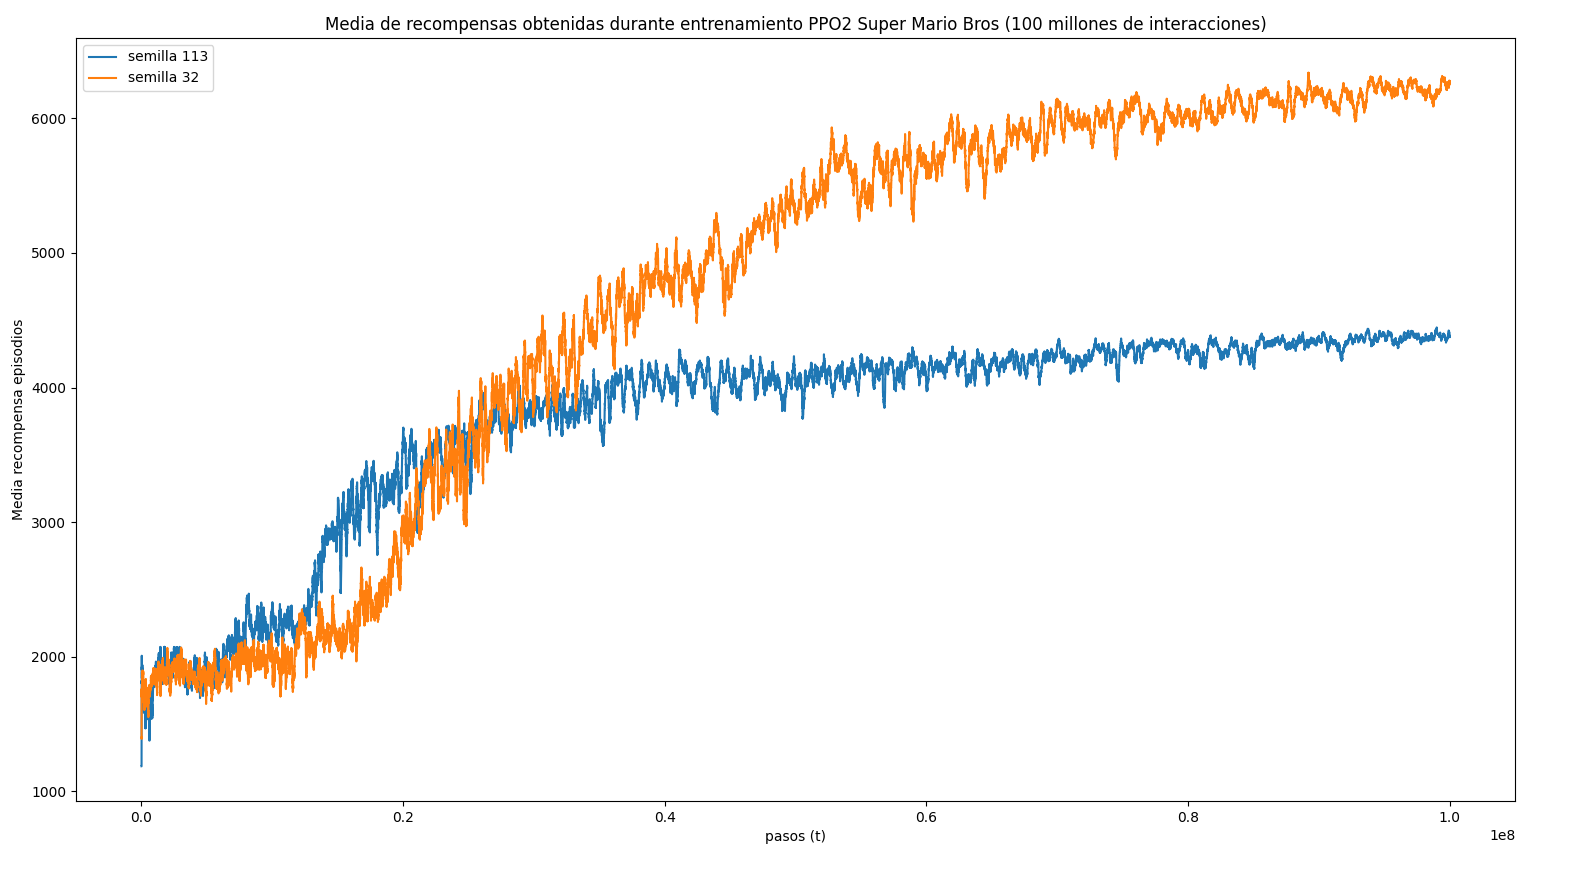 Media de recompensas obtenidas durante entrenamiento PPO2 Super Mario Bros (100 millones de interacciones)
semilla 113
semilla 32
6000
5000
4000
3000
2000
1000
Media recompensa episodios
0.0
0.2
0.4
0.6
0.8
1.0
1e8
pasos (t)